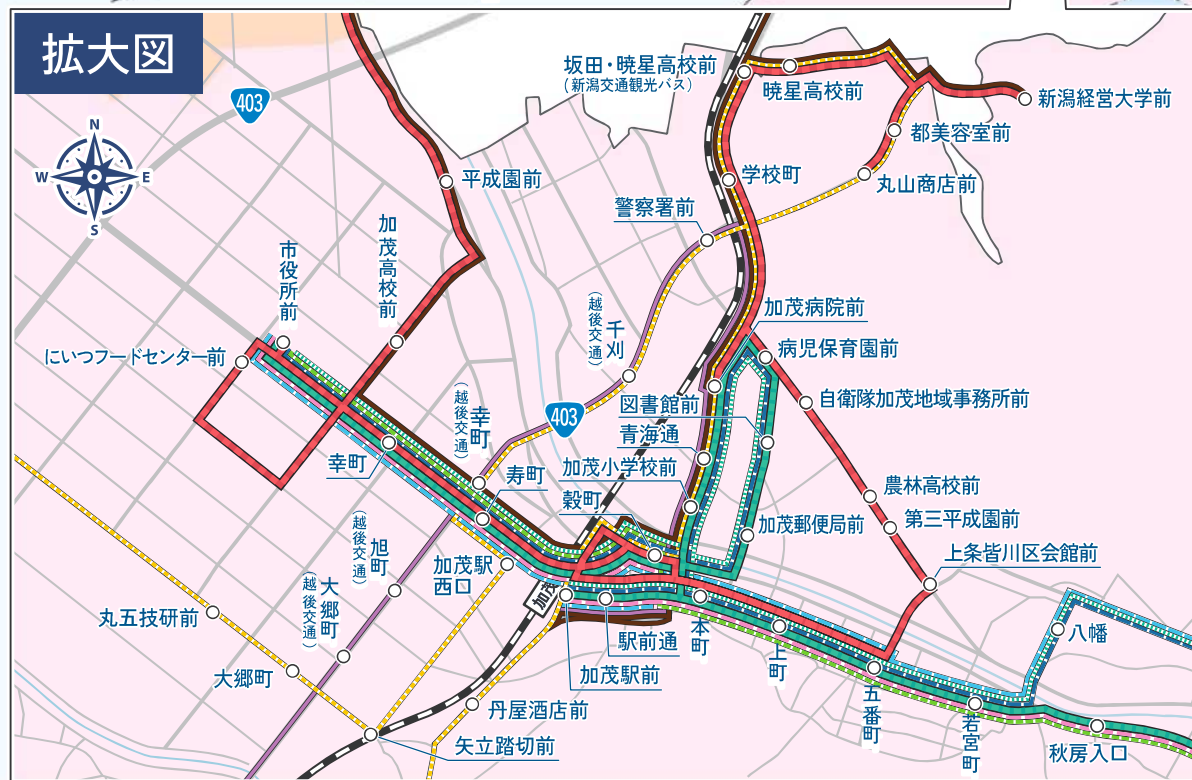 拡大図
403
N
W
E
S
坂田・暁星高校前
(新潟交通観光バス)
暁星高校前
新潟経営大学前
都美容室前
丸山商店前
学校町
平成園前
警察署前
加茂高校前
市役所前
にいつフードセンター前
千刈
(越後交通)
加茂病院前
病児保育園前
自衛隊加茂地域事務所前
図書館前
403
青海通
幸町
(越後交通)
幸町
寿町
加茂小学校前
穀町
農林高校前
第三平成園前
加茂郵便局前
上条皆川区会館前
旭町
(越後交通)
加茂駅
西口
大郷町
(越後交通)
丸五技研前
加茂
大郷町
駅前通
加茂駅前
本町
上町
八幡
五番町
若宮町
秋房入口
丹屋酒店前
矢立踏切前